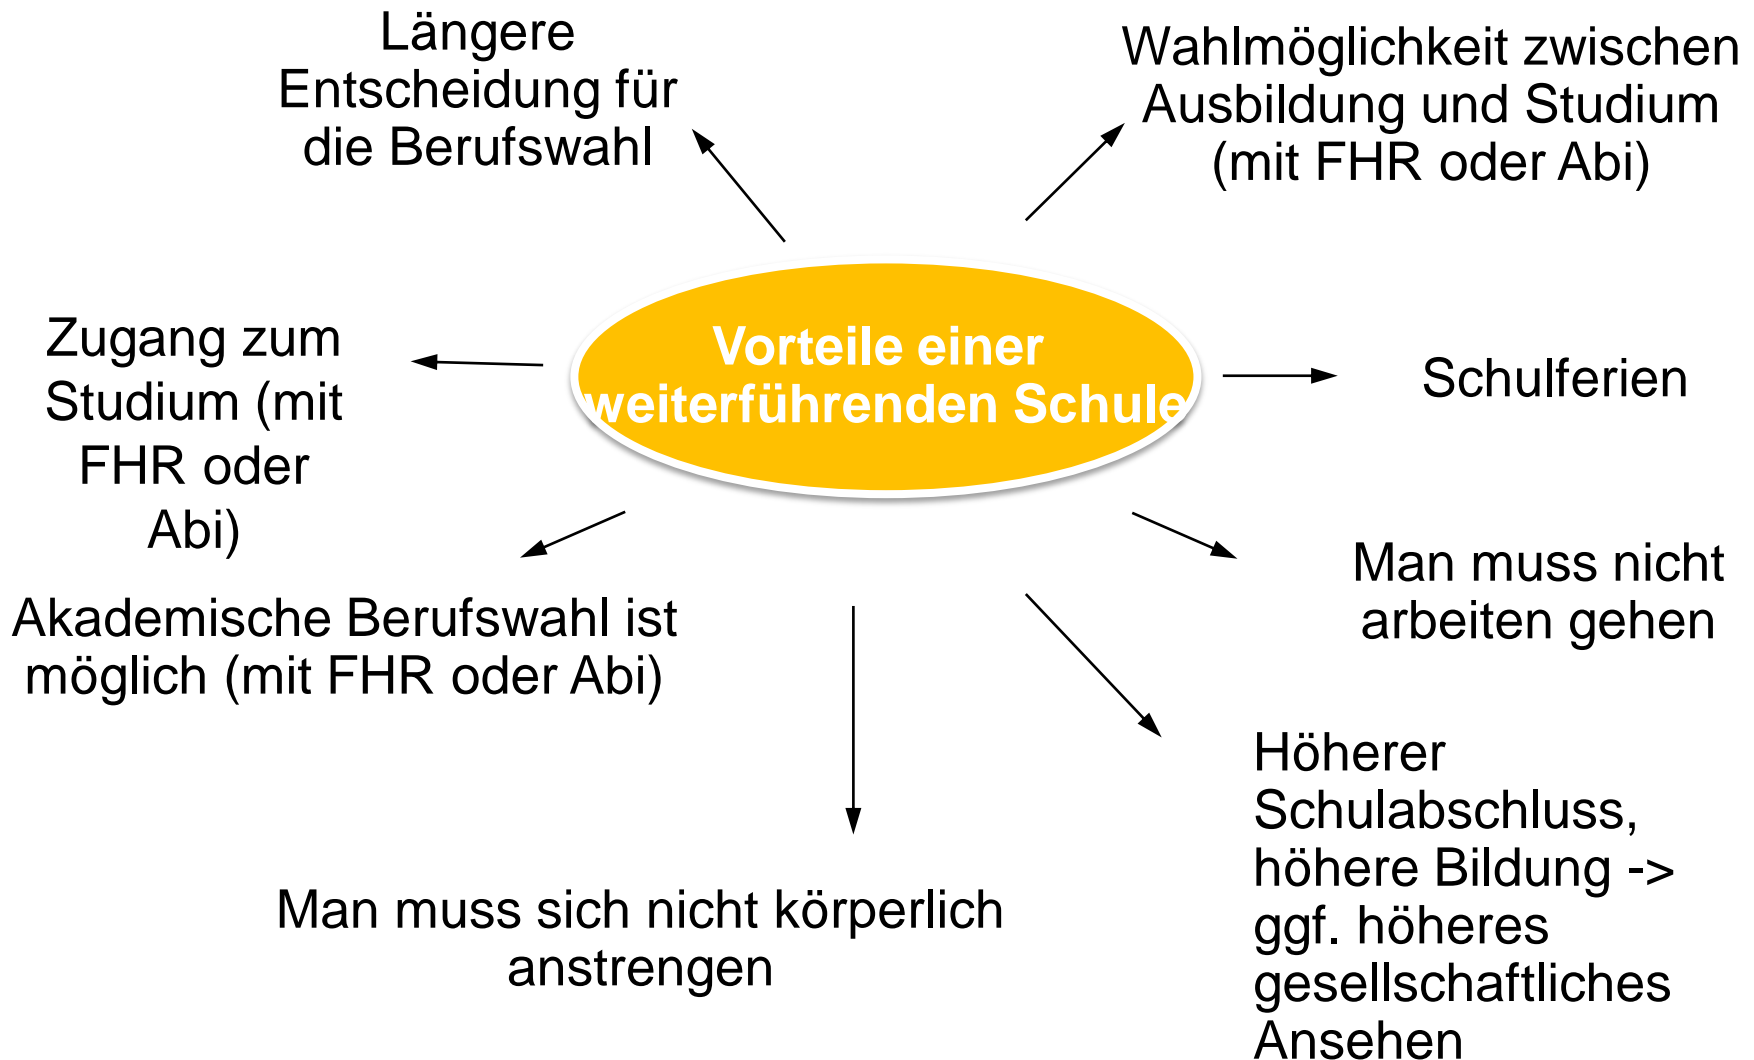 Längere
Entscheidung für
die Berufswahl
Wahlmöglichkeit zwischen
Ausbildung und Studium
(mit FHR oder Abi)
Vorteile einer
weiterführenden Schule
Zugang zum
Studium (mit
FHR oder
Abi)
Schulferien
Akademische Berufswahl ist
möglich (mit FHR oder Abi)
Man muss nicht
arbeiten gehen
Man muss sich nicht körperlich
anstrengen
Höherer
Schulabschluss,
höhere Bildung ->
ggf. höheres
gesellschaftliches
Ansehen